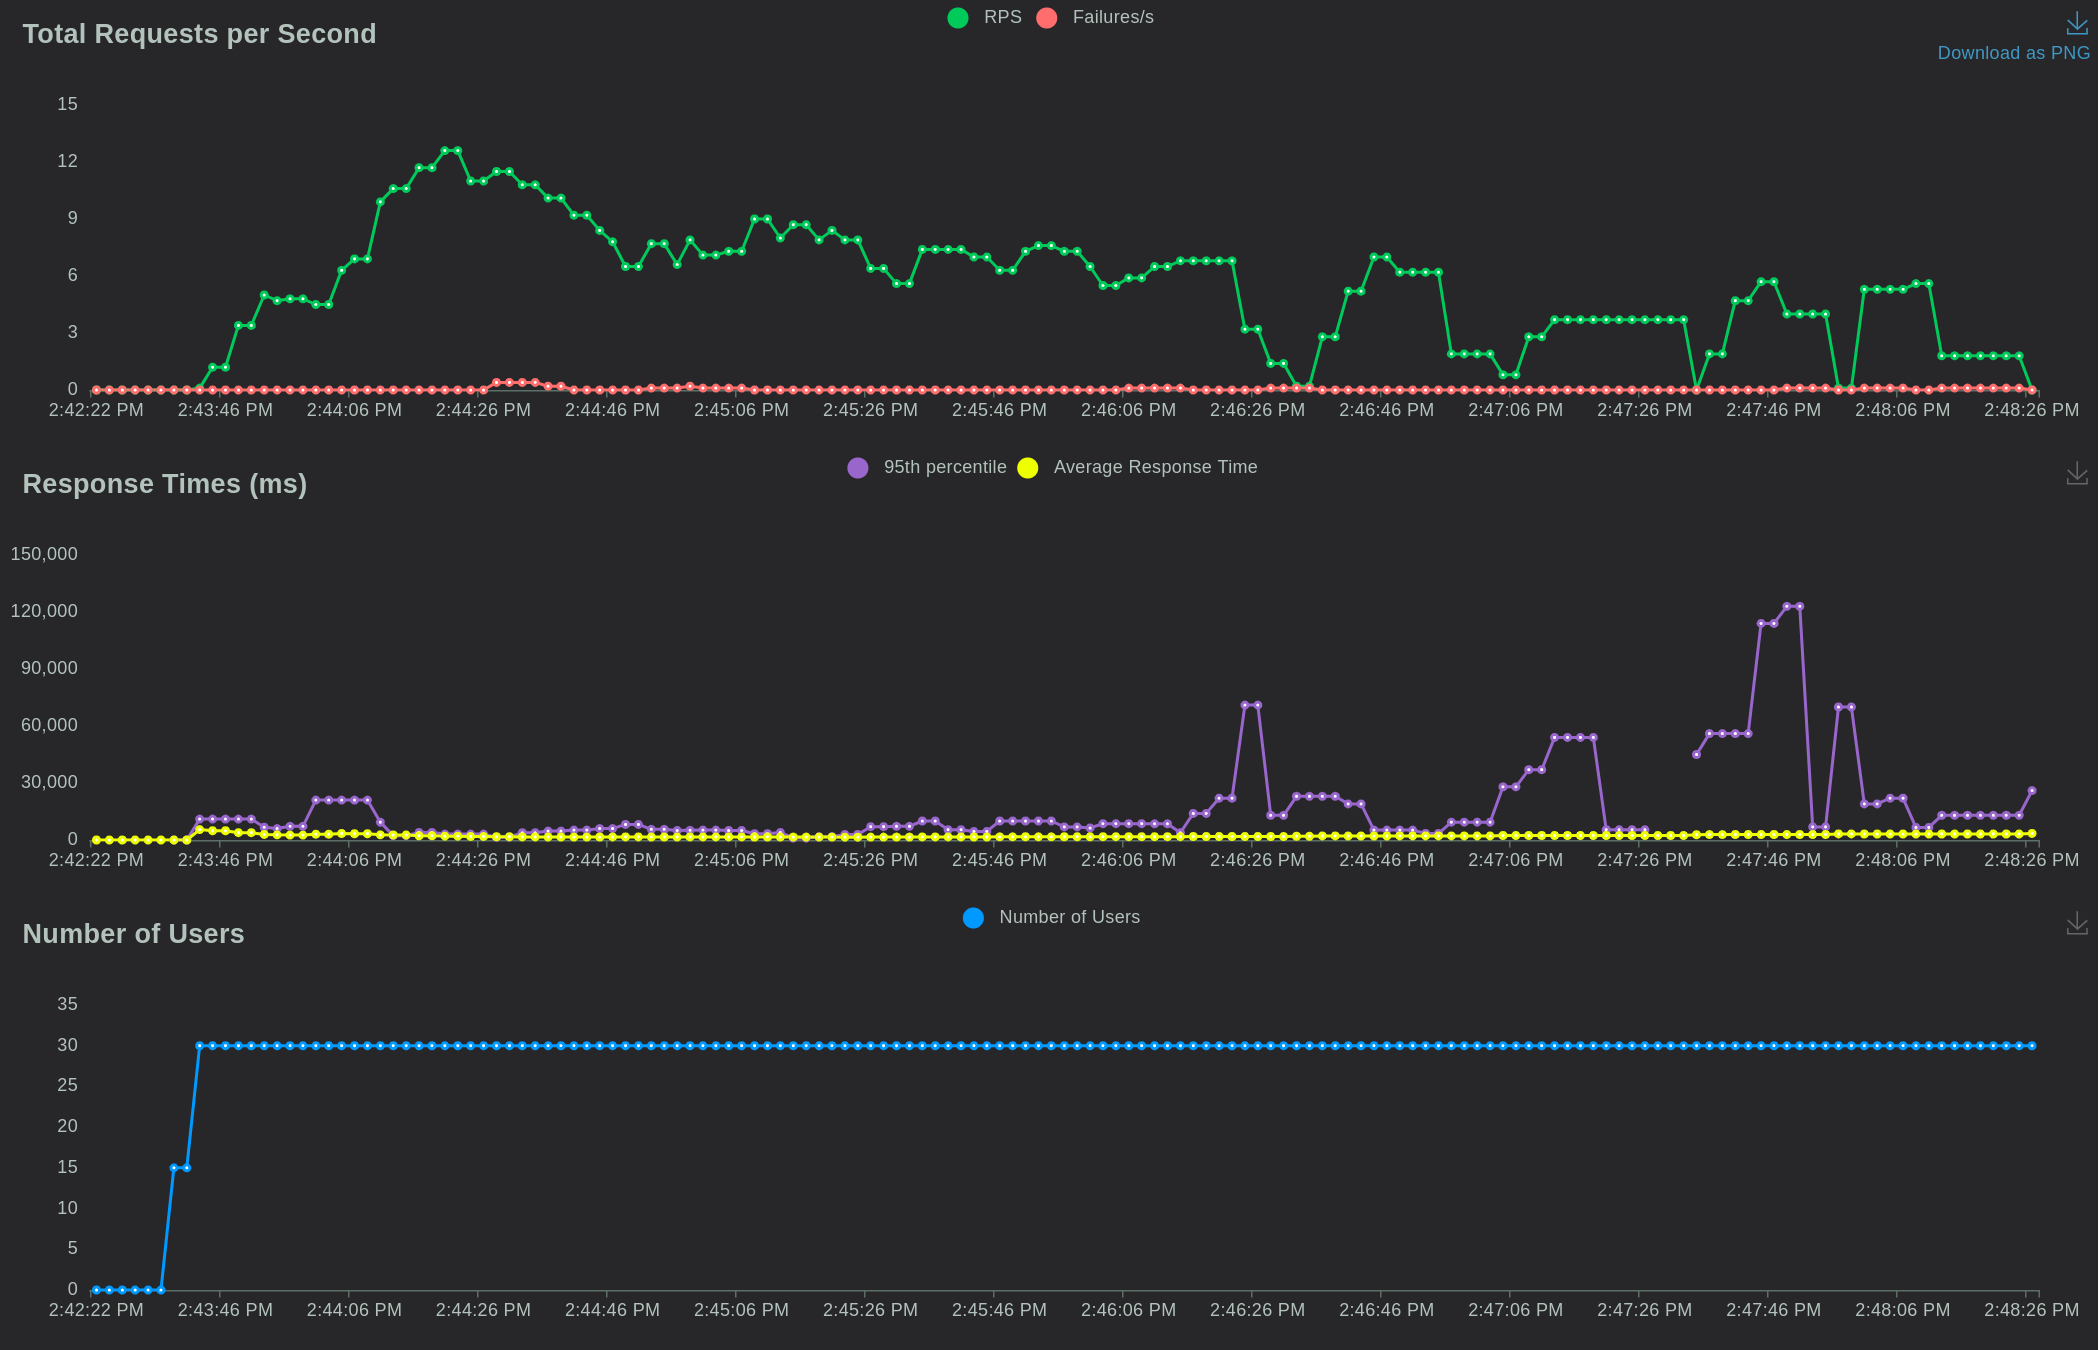 Total Requests per Second
RPS Failures/s
Download as PNG
15
12
9
6
3
0
2:42:22 PM 2:43:46 PM 2:44:06 PM 2:44:26 PM 2:44:46 PM 2:45:06 PM 2:45:26 PM 2:45:46 PM 2:46:06 PM 2:46:26 PM 2:46:46 PM 2:47:06 PM 2:47:26 PM 2:47:46 PM 2:48:06 PM 2:48:26 PM
Response Times (ms)
95th percentile Average Response Time
150,000
120,000
90,000
60,000
30,000
0
2:42:22 PM 2:43:46 PM 2:44:06 PM 2:44:26 PM 2:44:46 PM 2:45:06 PM 2:45:26 PM 2:45:46 PM 2:46:06 PM 2:46:26 PM 2:46:46 PM 2:47:06 PM 2:47:26 PM 2:47:46 PM 2:48:06 PM 2:48:26 PM
Number of Users
Number of Users
35
30
25
20
15
10
5
0
2:42:22 PM 2:43:46 PM 2:44:06 PM 2:44:26 PM 2:44:46 PM 2:45:06 PM 2:45:26 PM 2:45:46 PM 2:46:06 PM 2:46:26 PM 2:46:46 PM 2:47:06 PM 2:47:26 PM 2:47:46 PM 2:48:06 PM 2:48:26 PM